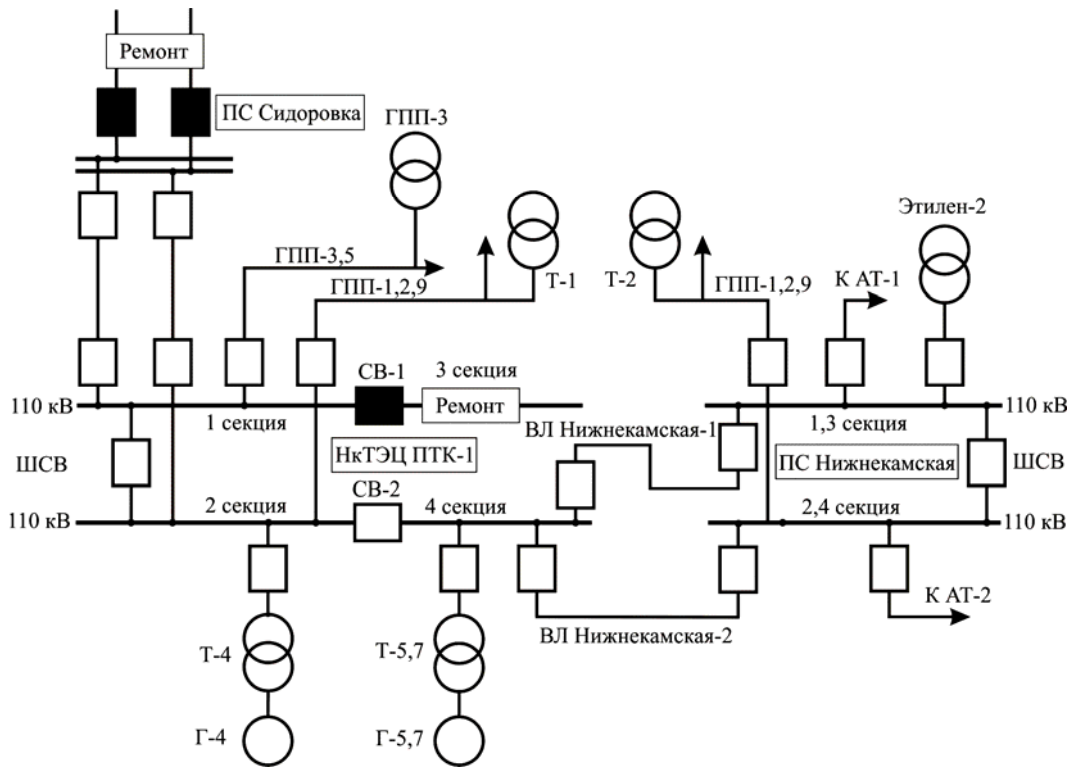 Ремонт
ПС Сидоровка
ГПП-3
Этилен-2
ГПП-3,5
Т-1
Т-2
К АТ-1
ГПП-1,2,9
ГПП-1,2,9
СВ-1
3 секция
110 кВ
1 секция
Ремонт
1,3 секция
110 кВ
ВЛ Нижнекамская-1
ШСВ
НкТЭЦ ПТК-1
ПС Нижнекамская
ШСВ
СВ-2
110 кВ
2 секция
4 секция
2,4 секция
110 кВ
К АТ-2
ВЛ Нижнекамская-2
Т-4
Т-5,7
Г-4
Г-5,7